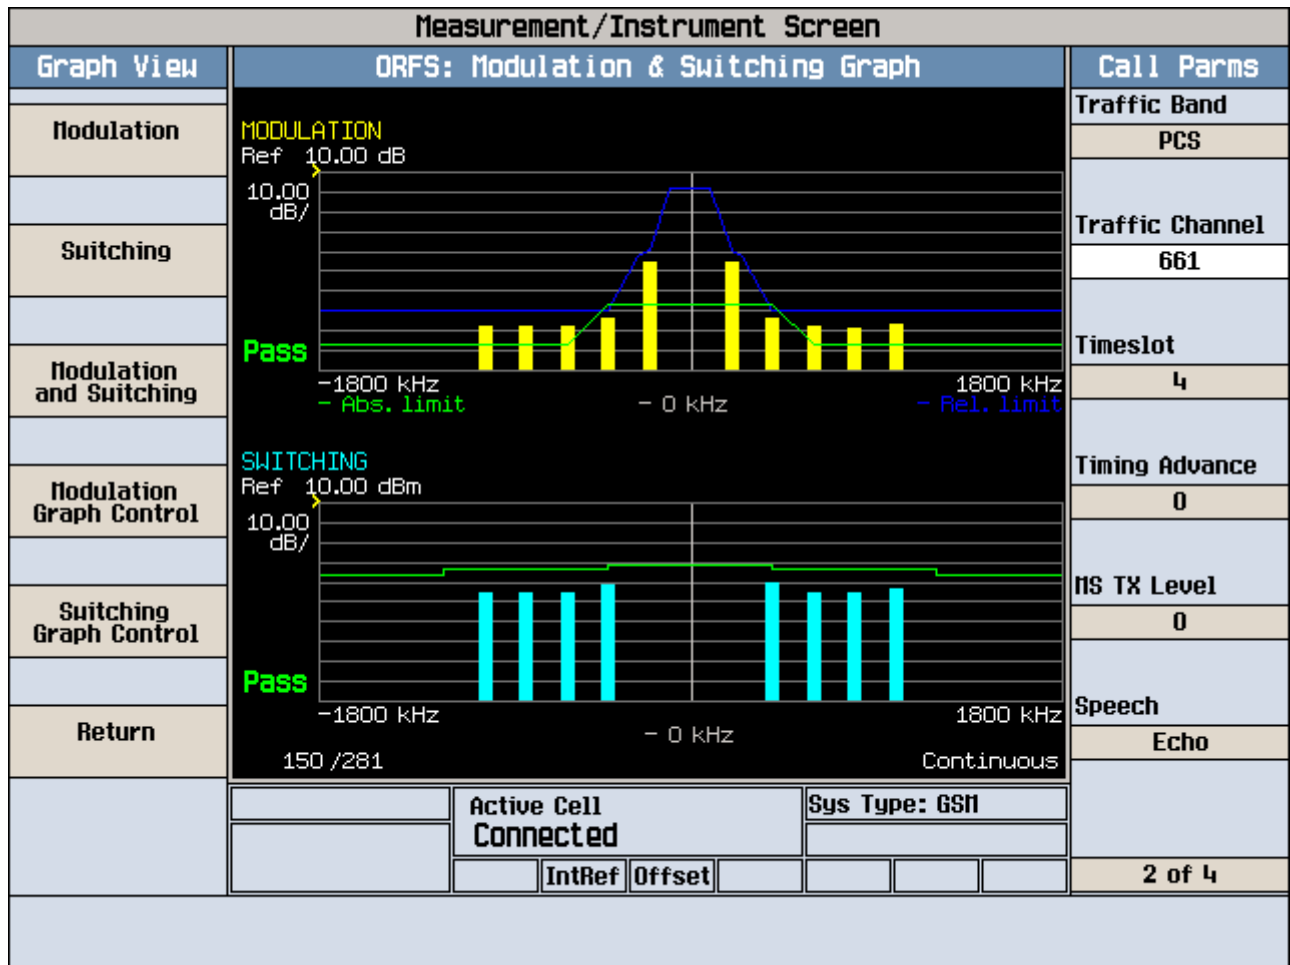 Measurement/Instrument Screen
Graph View
Modulation
Switching
Modulation
and Switching
Modulation
Graph Control
Switching
Graph Control
Return
ORFS: Modulation & Switching Graph
MODULATION
Ref 10.00 dB
10.00
dB/
Pass
-1800 kHz
1800 kHz
- Abs. limit
- 0 kHz
- Rel. limit
SWITCHING
Ref 10.00 dBm
10.00
dB/
Pass
-1800 kHz
1800 kHz
- 0 kHz
150 /281
Continuous
Active Cell
Connected
Sys Type: GSM
IntRef
Offset
Call Parms
Traffic Band
PCS
Traffic Channel
661
Timeslot
4
Timing Advance
0
MS TX Level
0
Speech
Echo
2 of 4